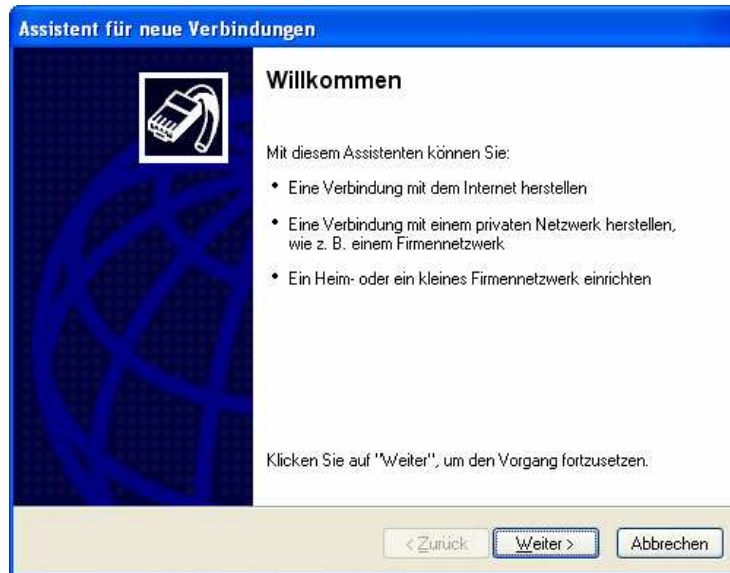 Assistent für neue Verbindungen
Willkommen
Mit diesem Assistenten können Sie:
• Eine Verbindung mit dem Internet herstellen
• Eine Verbindung mit einem privaten Netzwerk herstellen,
wie z. B. einem Firmennetzwerk
• Ein Heim- oder ein kleines Firmennetzwerk einrichten
Klicken Sie auf "Weiter", um den Vorgang fortzusetzen.
< Zurück Weiter > Abbrechen